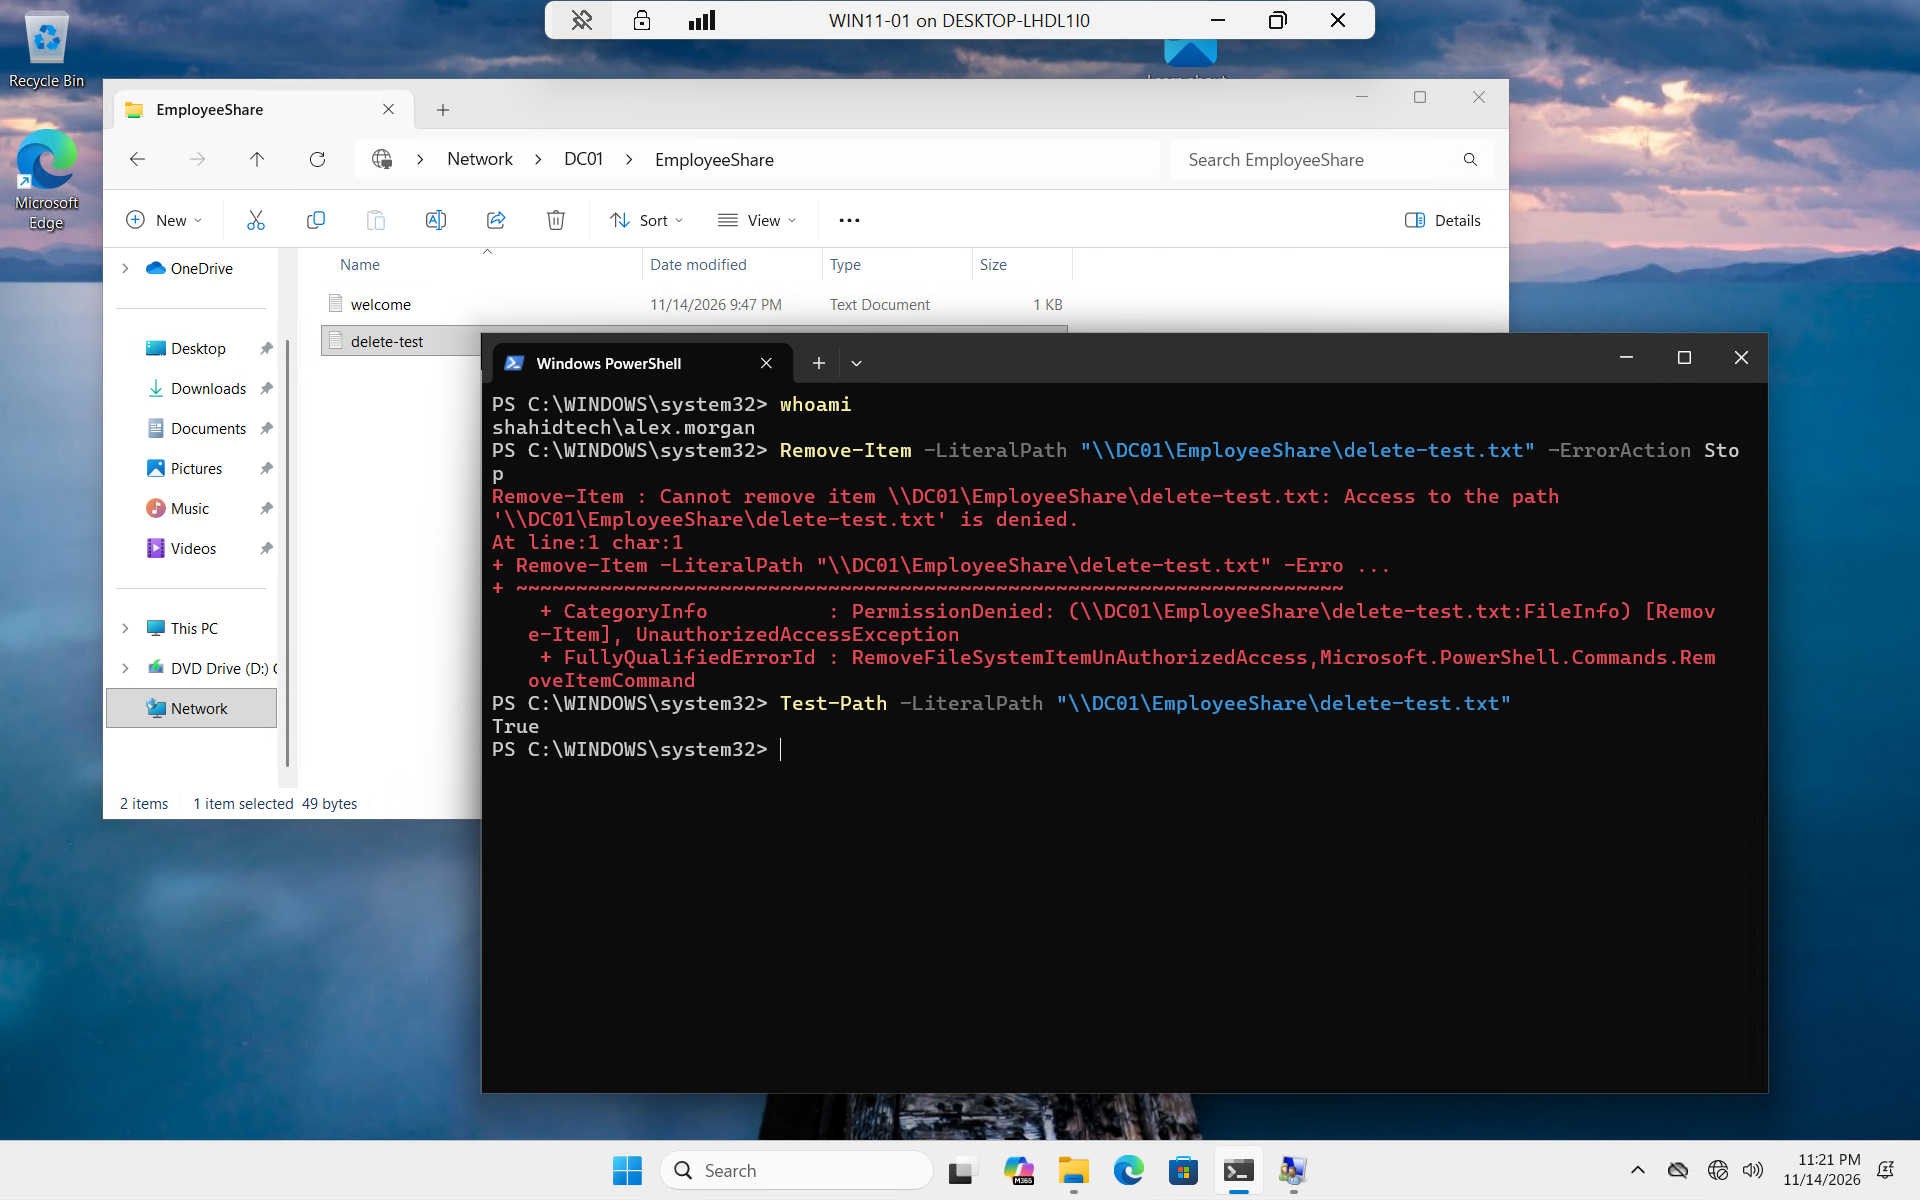 WIN11-01 on DESKTOP-LHDL1I0
Recycle Bin
Microsoft
Edge
EmployeeShare
Network
DC01
EmployeeShare
Search EmployeeShare
New
Sort
View
Details
OneDrive
Desktop
Downloads
Documents
Pictures
Music
Videos
This PC
DVD Drive (D:)
Network
Name
Date modified
Type
Size
welcome
11/14/2026 9:47 PM
Text Document
1 KB
delete-test
2 items
1 item selected
49 bytes
Windows PowerShell
PS C:\WINDOWS\system32> whoami
shahidtech\alex.morgan
PS C:\WINDOWS\system32> Remove-Item -LiteralPath "\\DC01\EmployeeShare\delete-test.txt" -ErrorAction Sto
p
Remove-Item : Cannot remove item \\DC01\EmployeeShare\delete-test.txt: Access to the path
'\\DC01\EmployeeShare\delete-test.txt' is denied.
At line:1 char:1
+ Remove-Item -LiteralPath "\\DC01\EmployeeShare\delete-test.txt" -Erro ...
+ ~~~~~~~~~~~~~~~~~~~~~~~~~~~~~~~~~~~~~~~~~~~~~~~~~~~~~~~~~~~~~~~~~~~~~
+ CategoryInfo : PermissionDenied: (\\DC01\EmployeeShare\delete-test.txt:FileInfo) [Remov
e-Item], UnauthorizedAccessException
+ FullyQualifiedErrorId : RemoveFileSystemItemUnAuthorizedAccess,Microsoft.PowerShell.Commands.Rem
oveItemCommand
PS C:\WINDOWS\system32> Test-Path -LiteralPath "\\DC01\EmployeeShare\delete-test.txt"
True
PS C:\WINDOWS\system32>
Search
M365
11:21 PM
11/14/2026